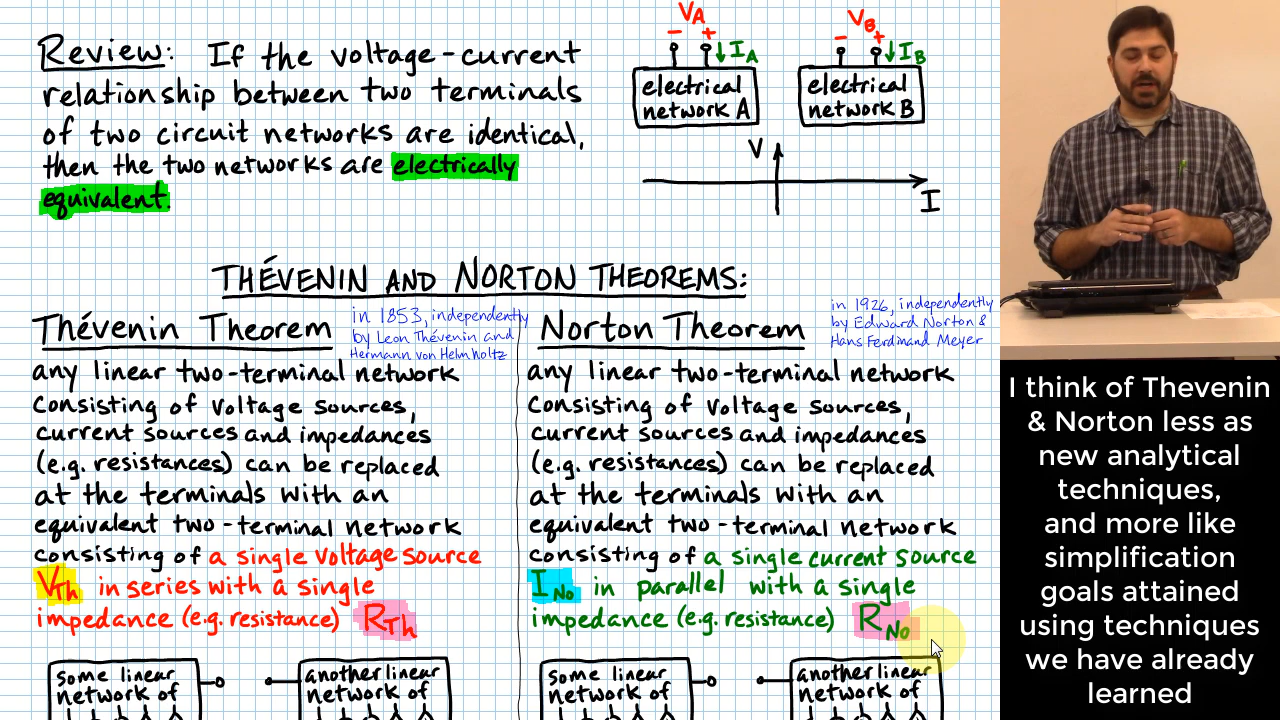 Review: If the voltage-current
relationship between two terminals
of two circuit networks are identical,
then the two networks are electrically
equivalent.
VA
- +
↓IA
electrical
network A
VB
- +
↓IB
electrical
network B
V
I
THÉVENIN AND NORTON THEOREMS:
Thévenin Theorem
in 1853, independently
by Leon Thévenin and
Hermann von Helmholtz
any linear two-terminal network
consisting of voltage sources,
current sources and impedances
(e.g. resistances) can be replaced
at the terminals with an
equivalent two-terminal network
consisting of a single voltage source
VTh in series with a single
impedance (e.g. resistance) RTh
some linear
network of
another linear
network of
Norton Theorem
in 1926, independently
by Edward Norton &
Hans Ferdinand Meyer
any linear two-terminal network
consisting of voltage sources,
current sources and impedances
(e.g. resistances) can be replaced
at the terminals with an
equivalent two-terminal network
consisting of a single current source
INo in parallel with a single
impedance (e.g. resistance) RNo
some linear
network of
another linear
network of
I think of Thevenin
& Norton less as
new analytical
techniques,
and more like
simplification
goals attained
using techniques
we have already
learned